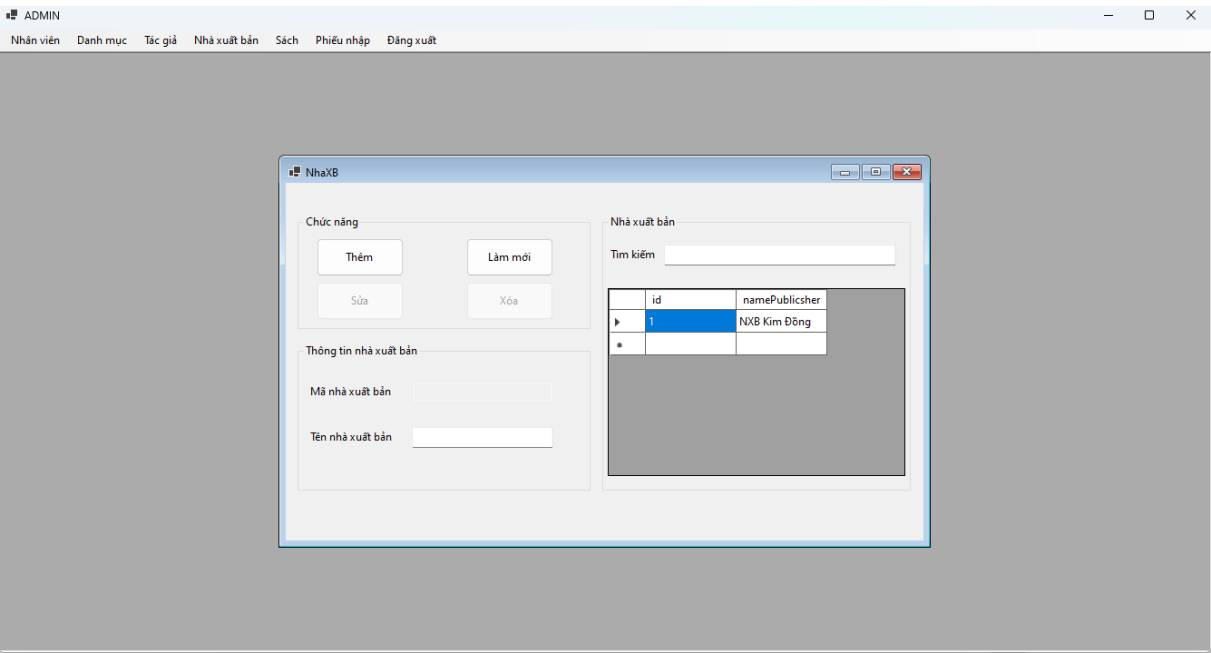 ADMIN
Nhân viên Danh mục Tác giả Nhà xuất bản Sách Phiếu nhập Đăng xuất
NhaXB
Chức năng
Thêm Làm mới
Sửa Xóa
Thông tin nhà xuất bản
Mã nhà xuất bản
Tên nhà xuất bản
Nhà xuất bản
Tìm kiếm
id namePublicsher
1 NXB Kim Đồng